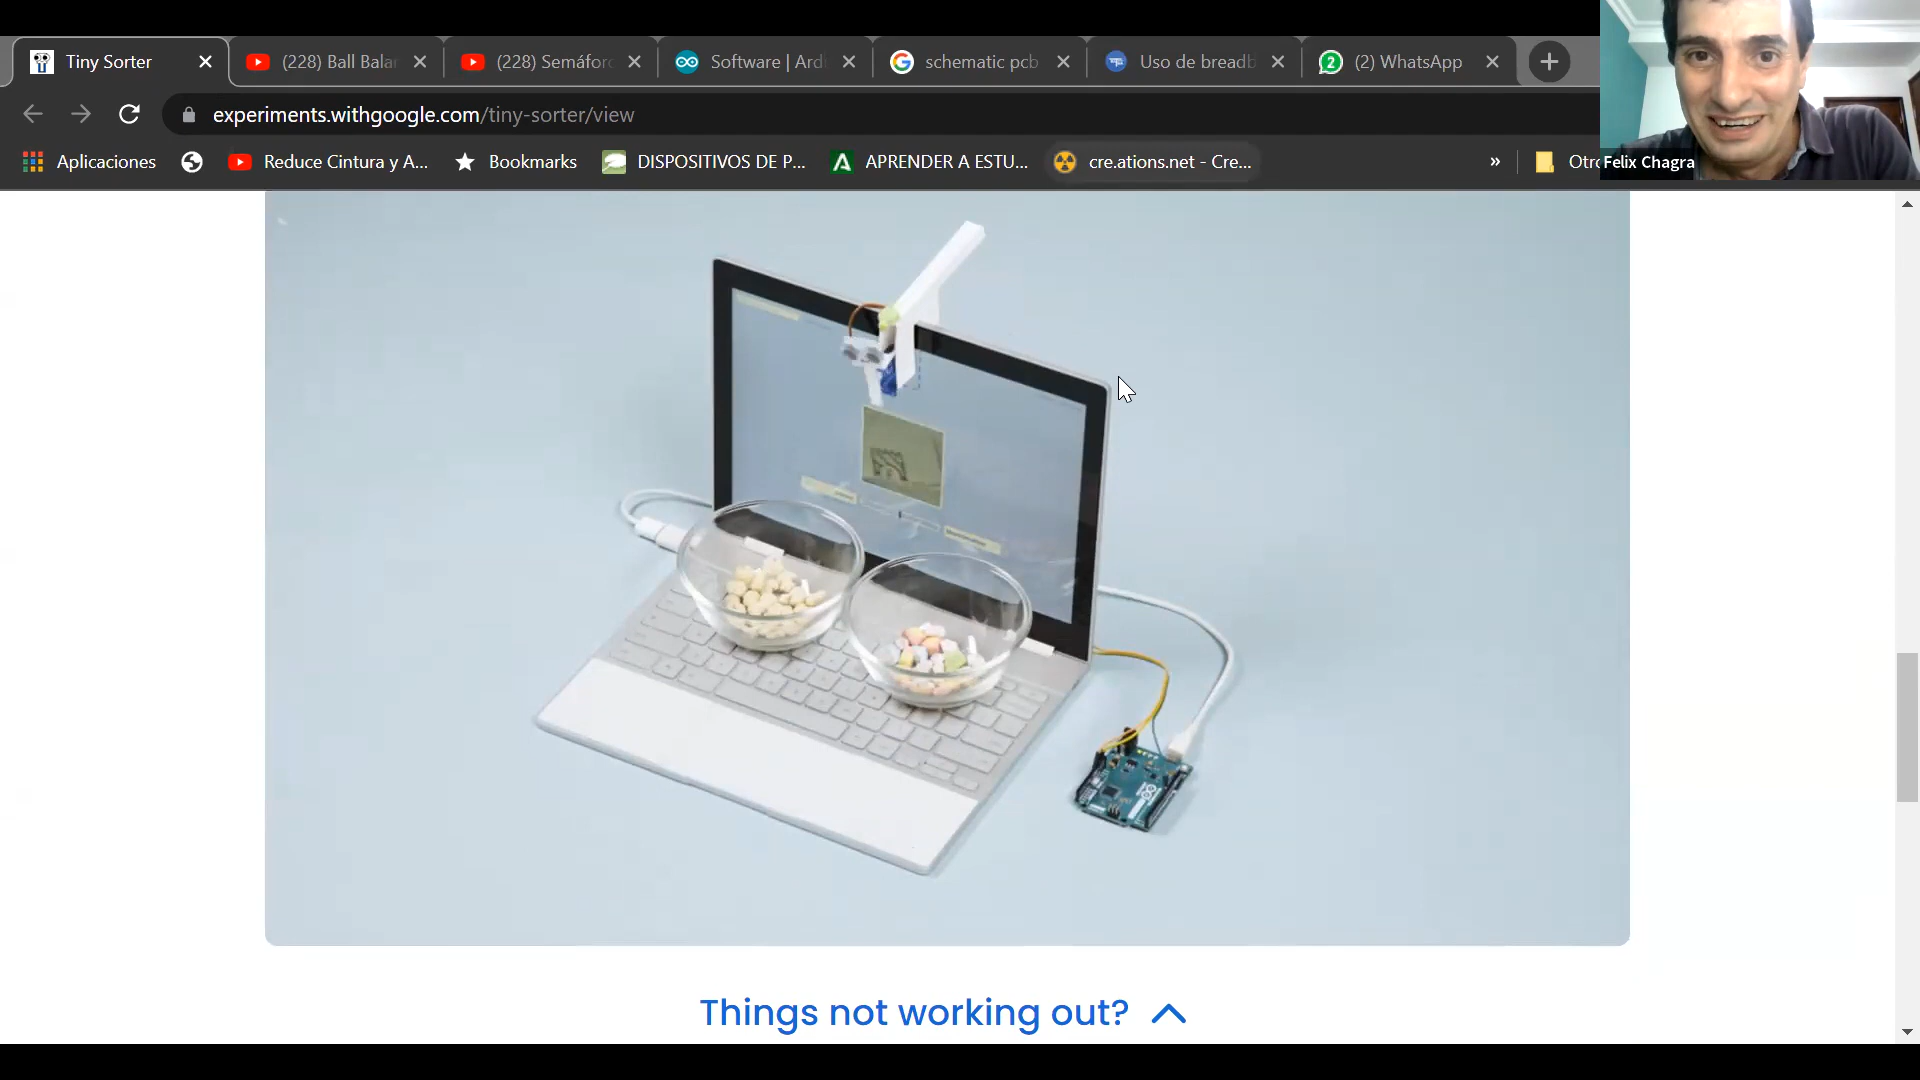 Tiny Sorter
(228) Ball Balar
(228) Semáforo
Software | Ard
schematic pcb
Uso de breadb
2
(2) WhatsApp
experiments.withgoogle.com/tiny-sorter/view
Aplicaciones
Reduce Cintura y A...
Bookmarks
DISPOSITIVOS DE P...
APRENDER A ESTU...
cre.ations.net - Cre...
»
Otro
Felix Chagra
Things not working out?